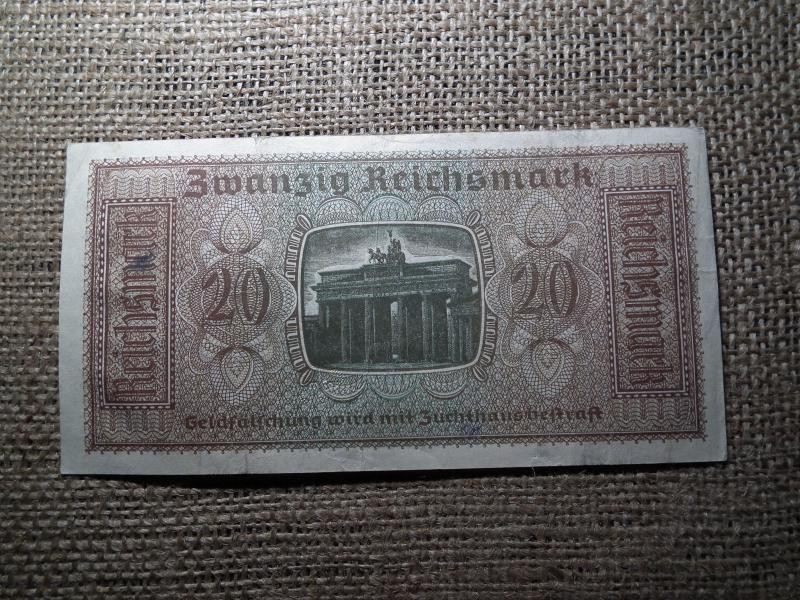 Zwanzig Reichsmark
Reichsmark
20
20
Reichsmark
Geldfälschung wird mit Zuchthaus bestraft